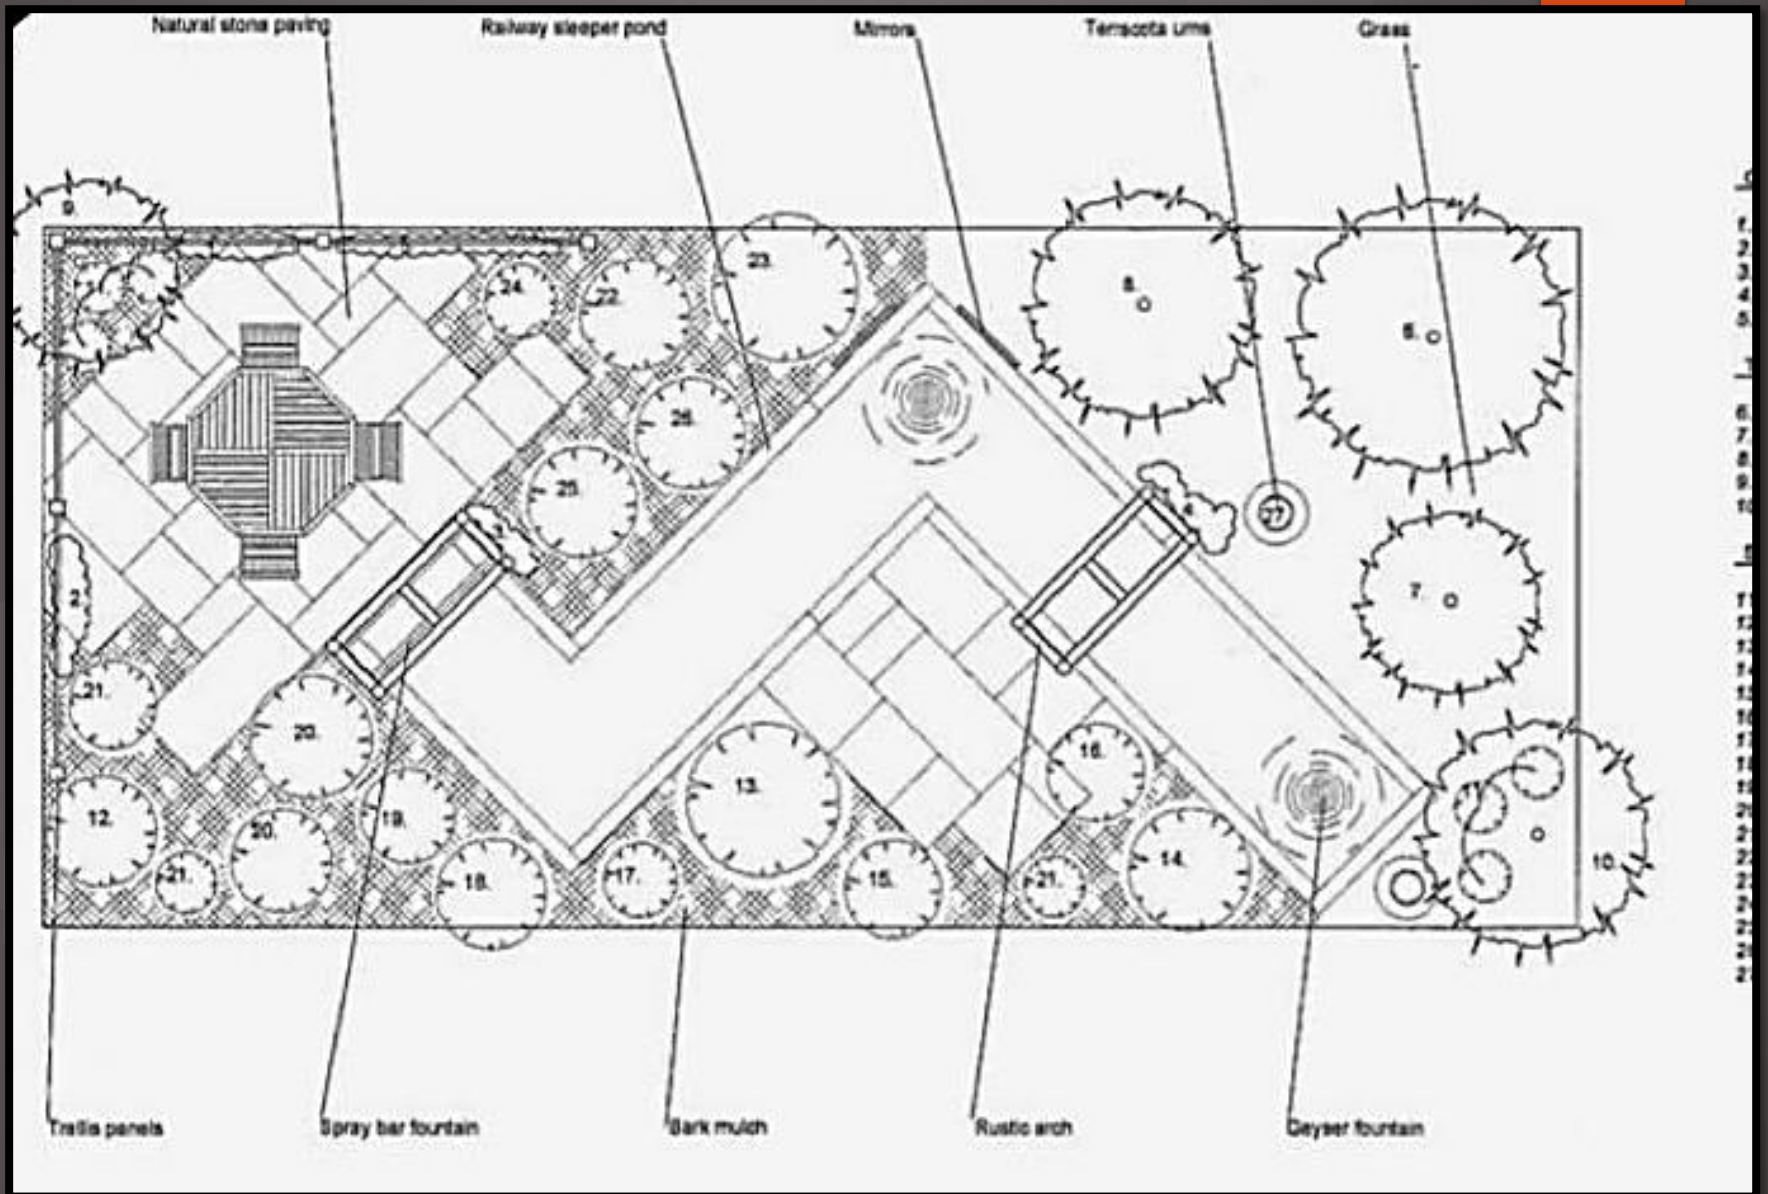 Natural stone paving
Railway sleeper pond
Mirrors
Terracota urns
Grass
9.
23.
8.
24.
22.
6.
26.
25.
27
7.
2.
21.
20.
16.
13.
11
12.
19.
20.
14.
10.
21.
18.
17.
15.
21.
Trellis panels
Spray bar fountain
Bark mulch
Rustic arch
Geyser fountain